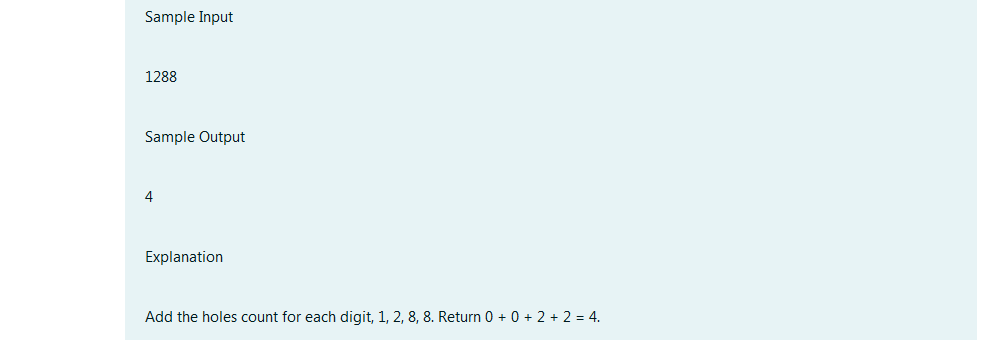 Sample Input
1288
Sample Output
4
Explanation
Add the holes count for each digit, 1, 2, 8, 8. Return 0 + 0 + 2 + 2 = 4.